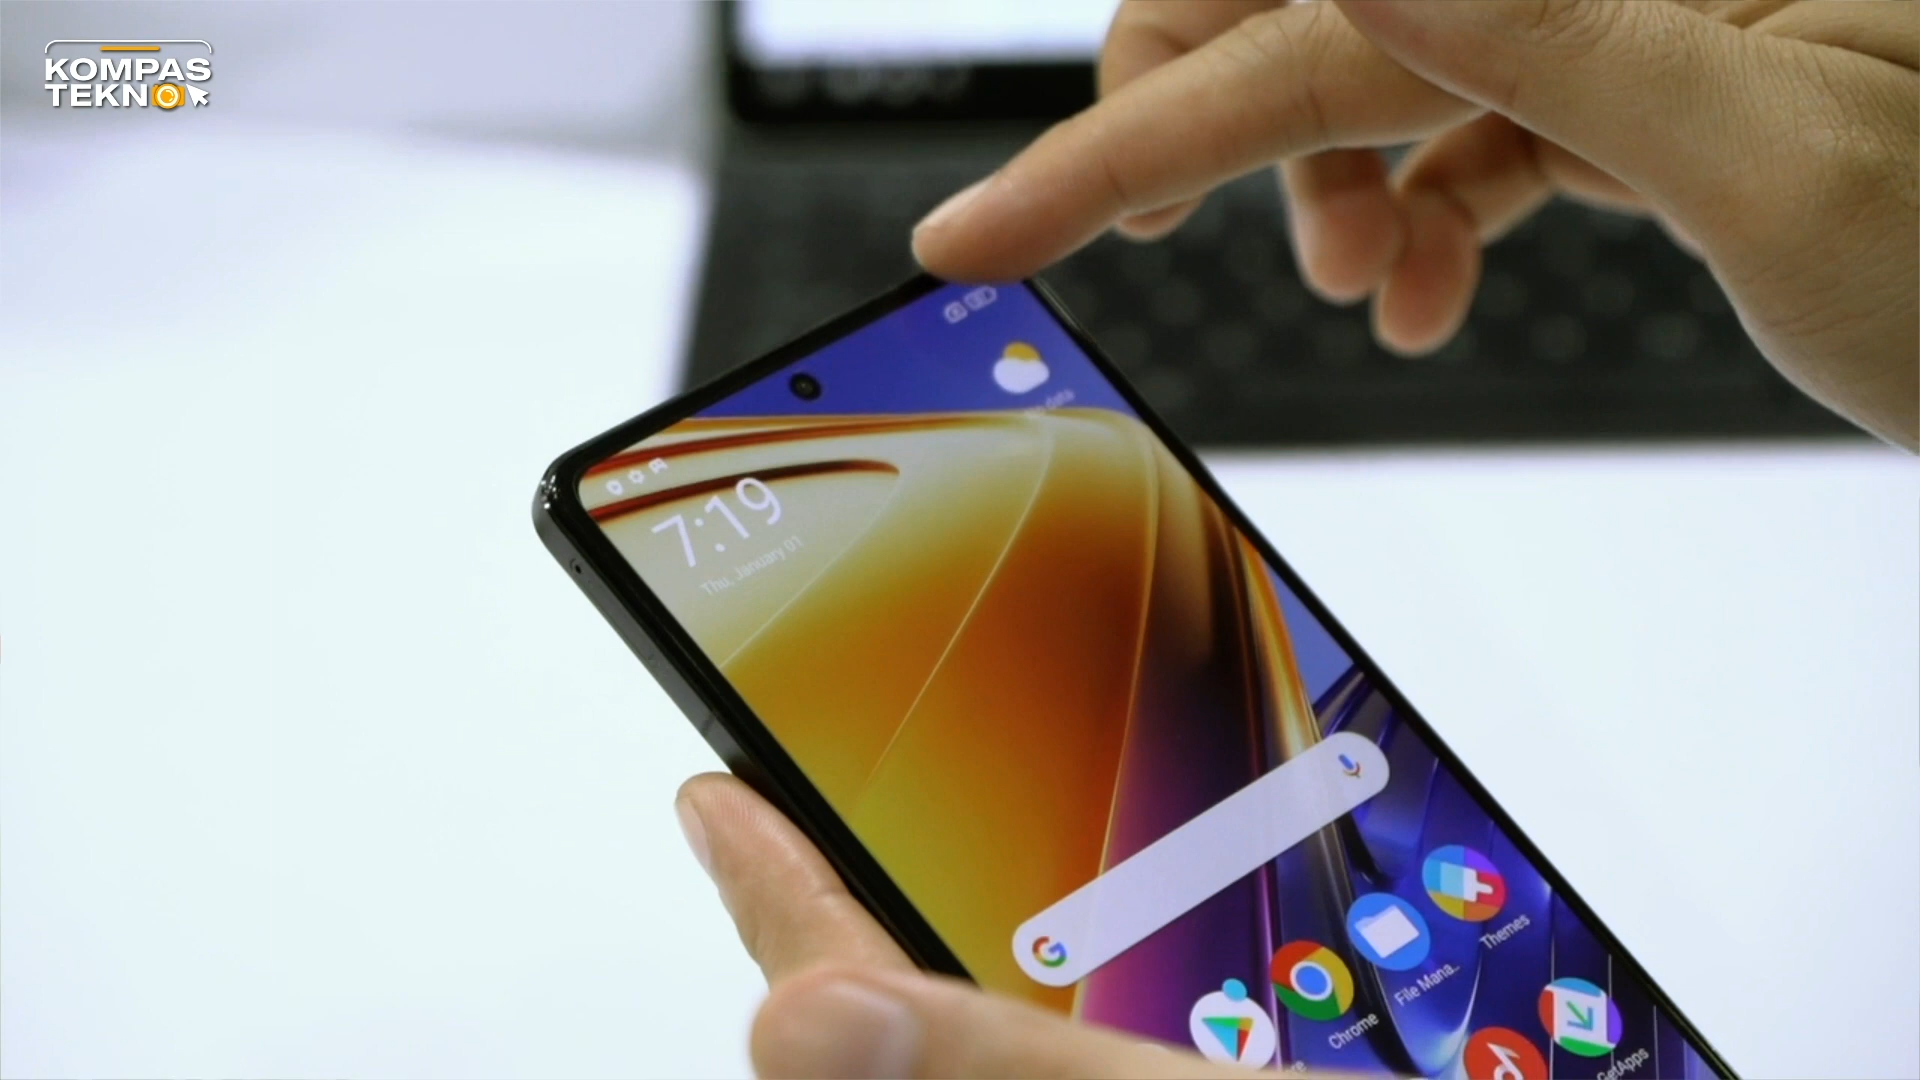 KOMPAS
TEKNO
7:19
Thu, January 01
Themes
File Mana..
Chrome
GetApps